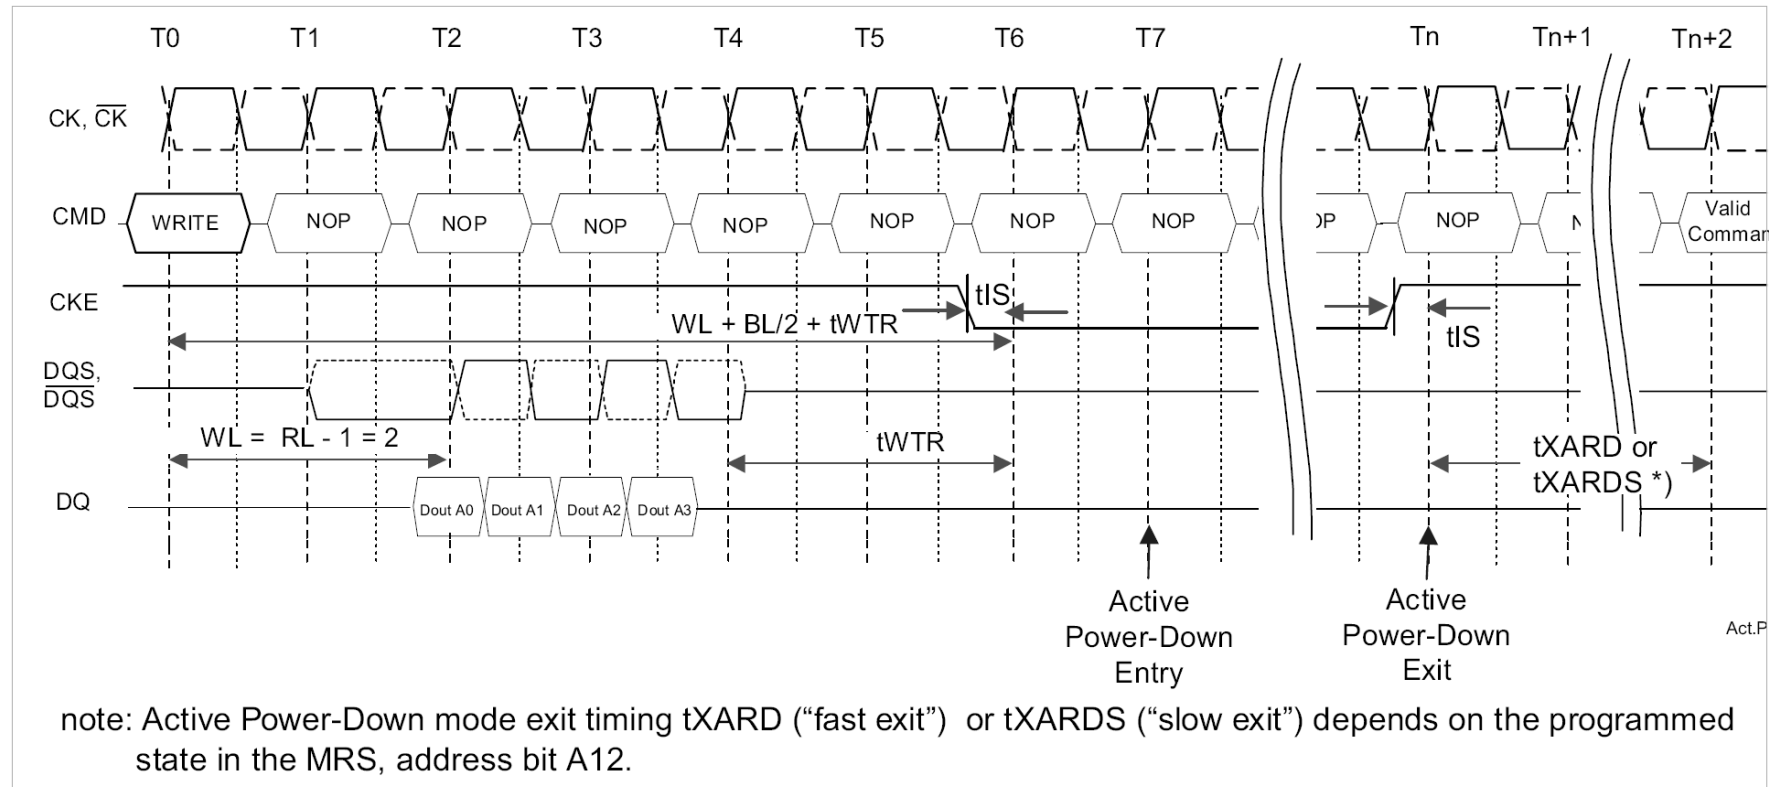 T0 T1 T2 T3 T4 T5 T6 T7 Tn Tn+1 Tn+2
CK, CK
CMD WRITE NOP NOP NOP NOP NOP NOP NOP OP NOP N Valid
Comman
CKE tIS
WL + BL/2 + tWTR
tIS
DQS,
DQS
WL = RL - 1 = 2
tWTR
tXARD or
tXARDS *)
DQ Dout A0 Dout A1 Dout A2 Dout A3
Active
Power-Down
Entry
Active
Power-Down
Exit
Act.P
note: Active Power-Down mode exit timing tXARD (“fast exit”) or tXARDS (“slow exit”) depends on the programmed
state in the MRS, address bit A12.